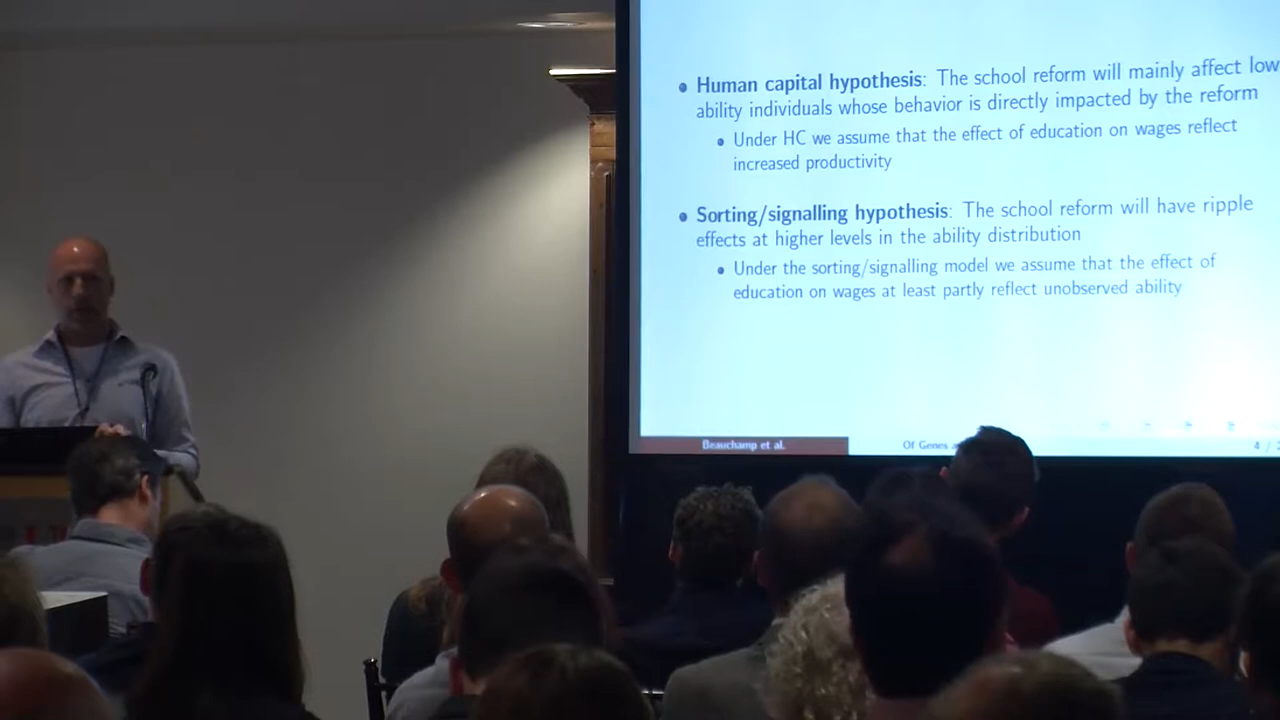 • Human capital hypothesis: The school reform will mainly affect low
ability individuals whose behavior is directly impacted by the reform
• Under HC we assume that the effect of education on wages reflect
increased productivity
• Sorting/signalling hypothesis: The school reform will have ripple
effects at higher levels in the ability distribution
• Under the sorting/signalling model we assume that the effect of
education on wages at least partly reflect unobserved ability
Beauchamp et al.
Of Genes
4 /